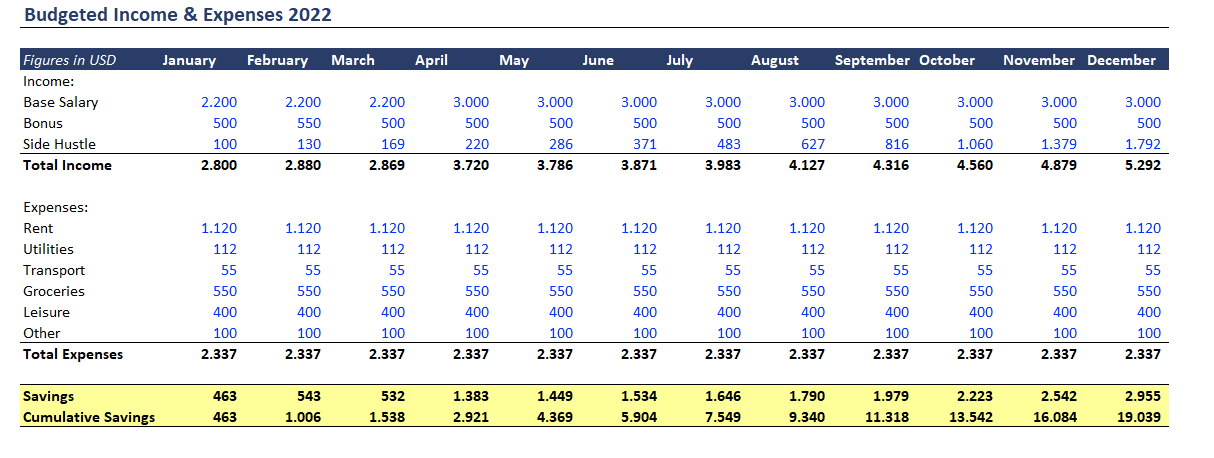 Budgeted Income & Expenses 2022
Figures in USD January February March April May June July August September October November December
Income:
Base Salary 2.200 2.200 2.200 3.000 3.000 3.000 3.000 3.000 3.000 3.000 3.000 3.000
Bonus 500 550 500 500 500 500 500 500 500 500 500 500
Side Hustle 100 130 169 220 286 371 483 627 816 1.060 1.379 1.792
Total Income 2.800 2.880 2.869 3.720 3.786 3.871 3.983 4.127 4.316 4.560 4.879 5.292
Expenses:
Rent 1.120 1.120 1.120 1.120 1.120 1.120 1.120 1.120 1.120 1.120 1.120 1.120
Utilities 112 112 112 112 112 112 112 112 112 112 112 112
Transport 55 55 55 55 55 55 55 55 55 55 55 55
Groceries 550 550 550 550 550 550 550 550 550 550 550 550
Leisure 400 400 400 400 400 400 400 400 400 400 400 400
Other 100 100 100 100 100 100 100 100 100 100 100 100
Total Expenses 2.337 2.337 2.337 2.337 2.337 2.337 2.337 2.337 2.337 2.337 2.337 2.337
Savings 463 543 532 1.383 1.449 1.534 1.646 1.790 1.979 2.223 2.542 2.955
Cumulative Savings 463 1.006 1.538 2.921 4.369 5.904 7.549 9.340 11.318 13.542 16.084 19.039